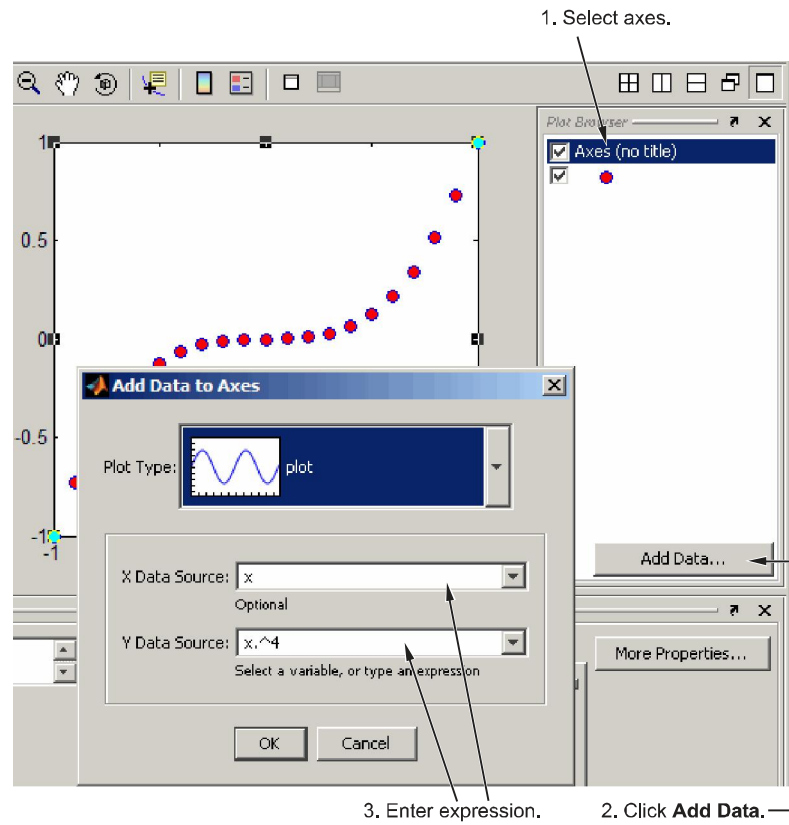 1. Select axes.
Plot Browser
Axes (no title)
1
0.5
0
-0.5
-1
-1
Add Data to Axes
Plot Type: plot
X Data Source: x
Optional
Y Data Source: x.^4
Select a variable, or type an expression
OK Cancel
Add Data...
More Properties...
3. Enter expression. 2. Click Add Data.